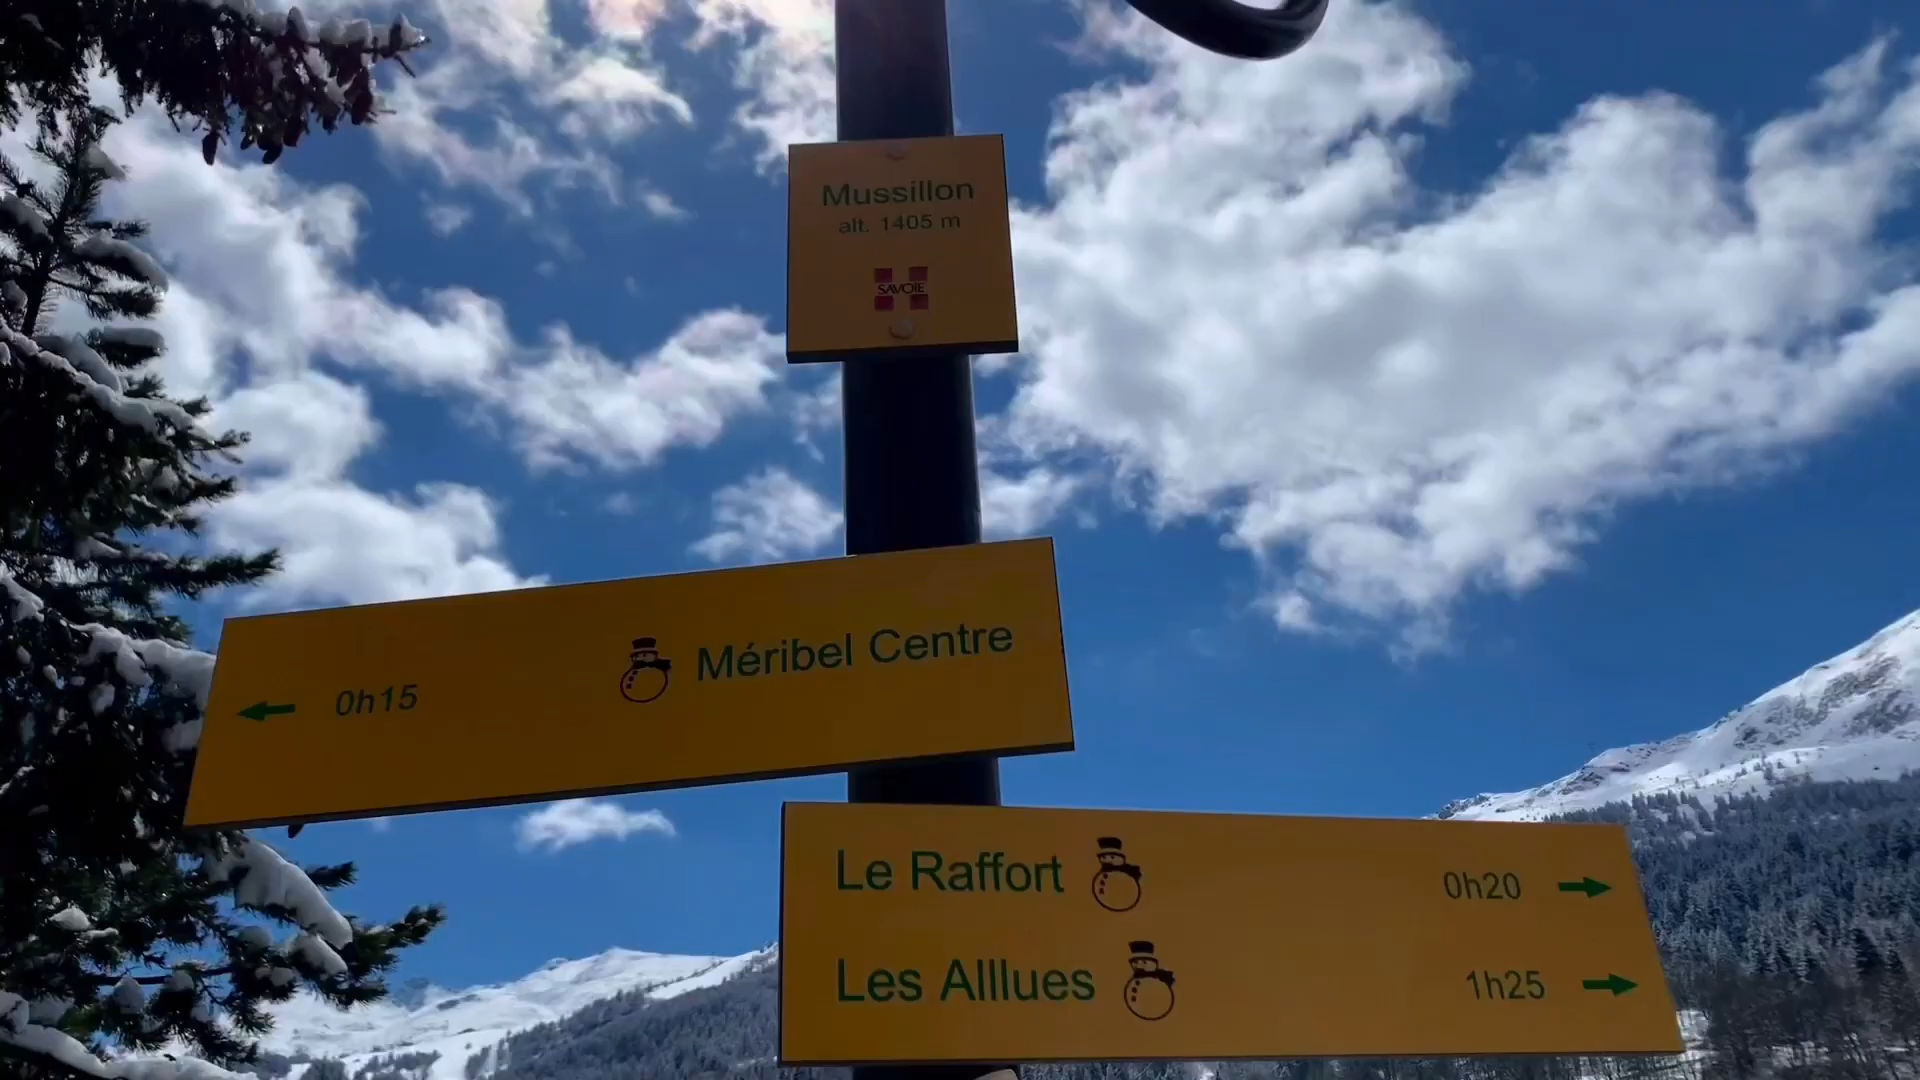 Mussillon
alt. 1405 m
SAVOIE
0h15 Méribel Centre
Le Raffort 0h20
Les Alllues 1h25